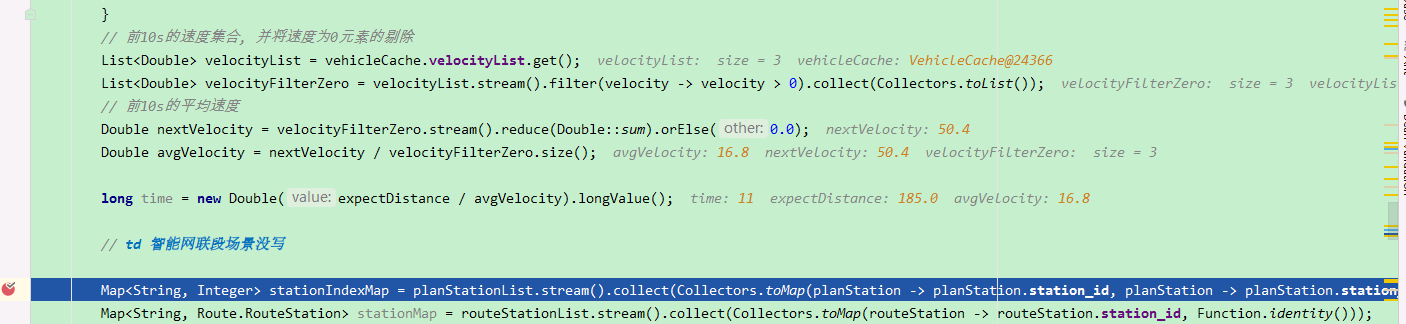 }
// 前10s的速度集合, 并将速度为0元素的剔除
List<Double> velocityList = vehicleCache.velocityList.get(); velocityList: size = 3 vehicleCache: VehicleCache@24366
List<Double> velocityFilterZero = velocityList.stream().filter(velocity -> velocity > 0).collect(Collectors.toList()); velocityFilterZero: size = 3 velocityLis
// 前10s的平均速度
Double nextVelocity = velocityFilterZero.stream().reduce(Double::sum).orElse( other: 0.0); nextVelocity: 50.4
Double avgVelocity = nextVelocity / velocityFilterZero.size(); avgVelocity: 16.8 nextVelocity: 50.4 velocityFilterZero: size = 3
long time = new Double( value: expectDistance / avgVelocity).longValue(); time: 11 expectDistance: 185.0 avgVelocity: 16.8
// td 智能网联段场景没写
Map<String, Integer> stationIndexMap = planStationList.stream().collect(Collectors.toMap(planStation -> planStation.station_id, planStation -> planStation.station
Map<String, Route.RouteStation> stationMap = routeStationList.stream().collect(Collectors.toMap(routeStation -> routeStation.station_id, Function.identity()));